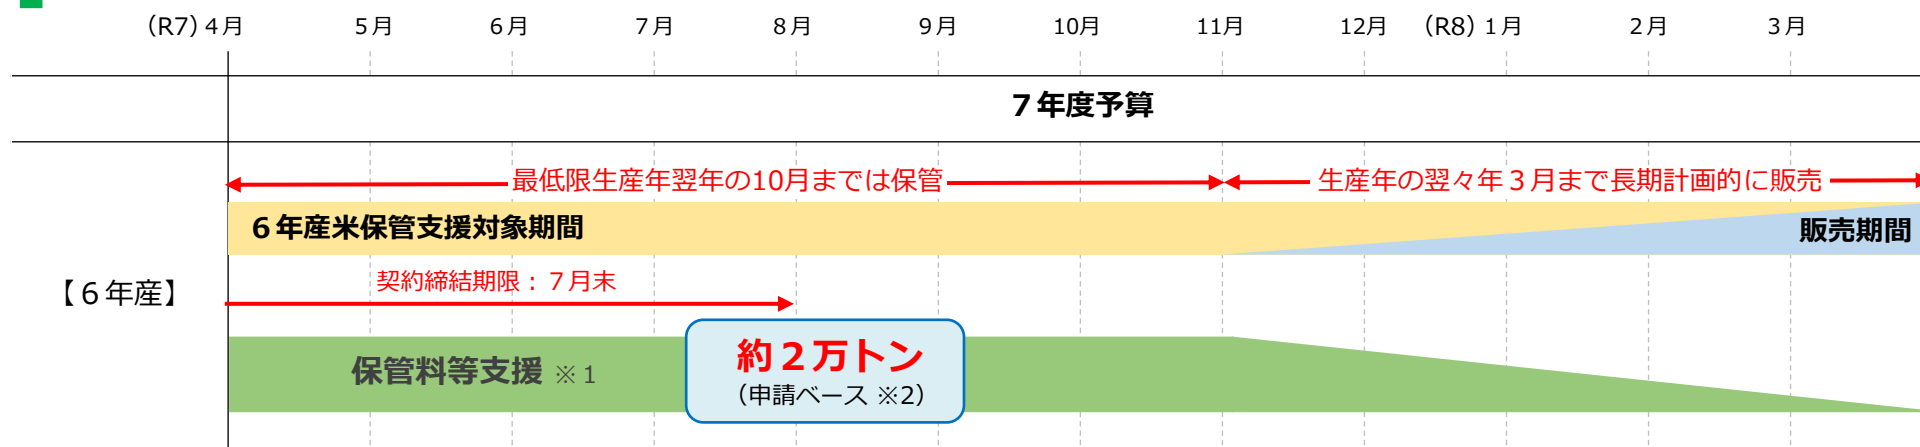 (R7) 4月 5月 6月 7月 8月 9月 10月 11月 12月 (R8) 1月 2月 3月
７年度予算
最低限生産年翌年の10月までは保管 生産年の翌々年３月まで長期計画的に販売
６年産米保管支援対象期間 販売期間
契約締結期限：７月末
【６年産】
約２万トン
保管料等支援 ※１
（申請ベース ※2）